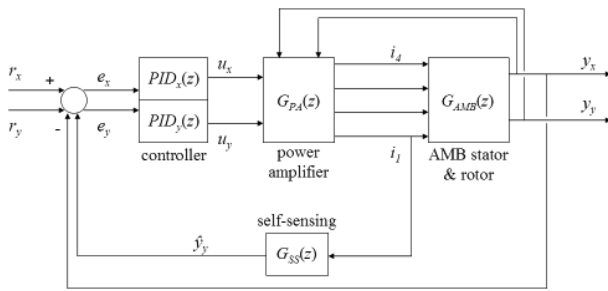 r_x
+
e_x
r_y
-
e_y
PID_x(z)
PID_y(z)
controller
u_x
u_y
G_PA(z)
power
amplifier
i_4
i_1
G_AMB(z)
AMB stator
& rotor
y_x
y_y
self-sensing
G_SS(z)
ŷ_y